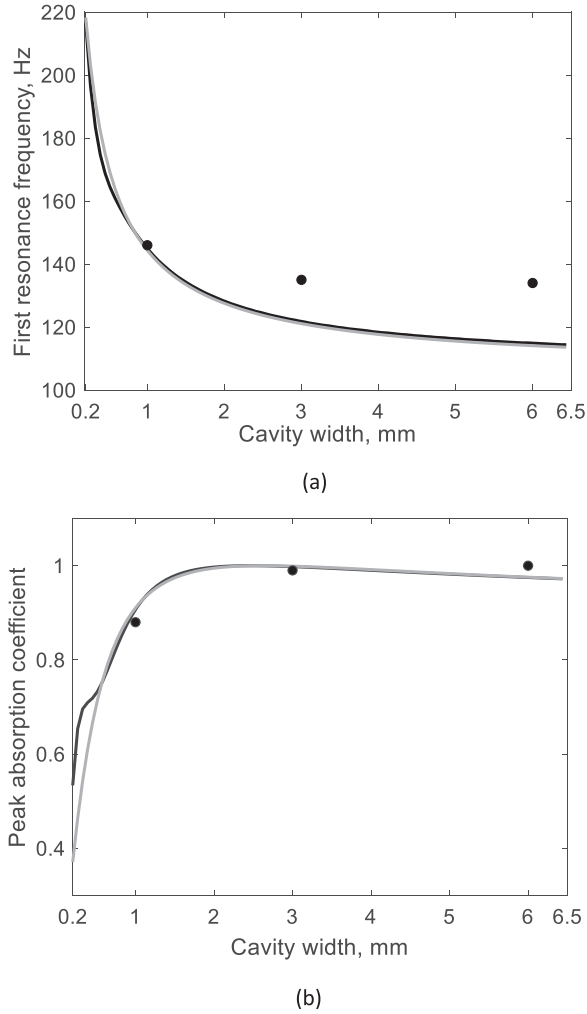 First resonance frequency, Hz
220
200
180
160
140
120
100
0.2 1 2 3 4 5 6 6.5
Cavity width, mm
(a)
Peak absorption coefficient
1
0.8
0.6
0.4
0.2 1 2 3 4 5 6 6.5
Cavity width, mm
(b)